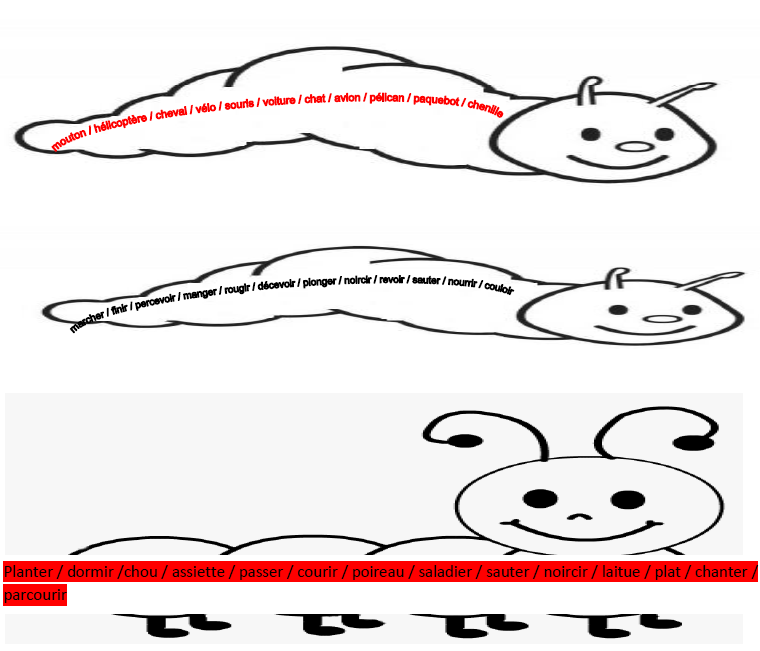 mouton / hélicoptère / cheval / vélo / souris / voiture / chat / avion / pélican / paquebot / chenille
marcher / finir / percevoir / manger / rougir / décevoir / plonger / noircir / revoir / sauter / nourrir / couloir
Planter / dormir /chou / assiette / passer / courir / poireau / saladier / sauter / noircir / laitue / plat / chanter /
parcourir